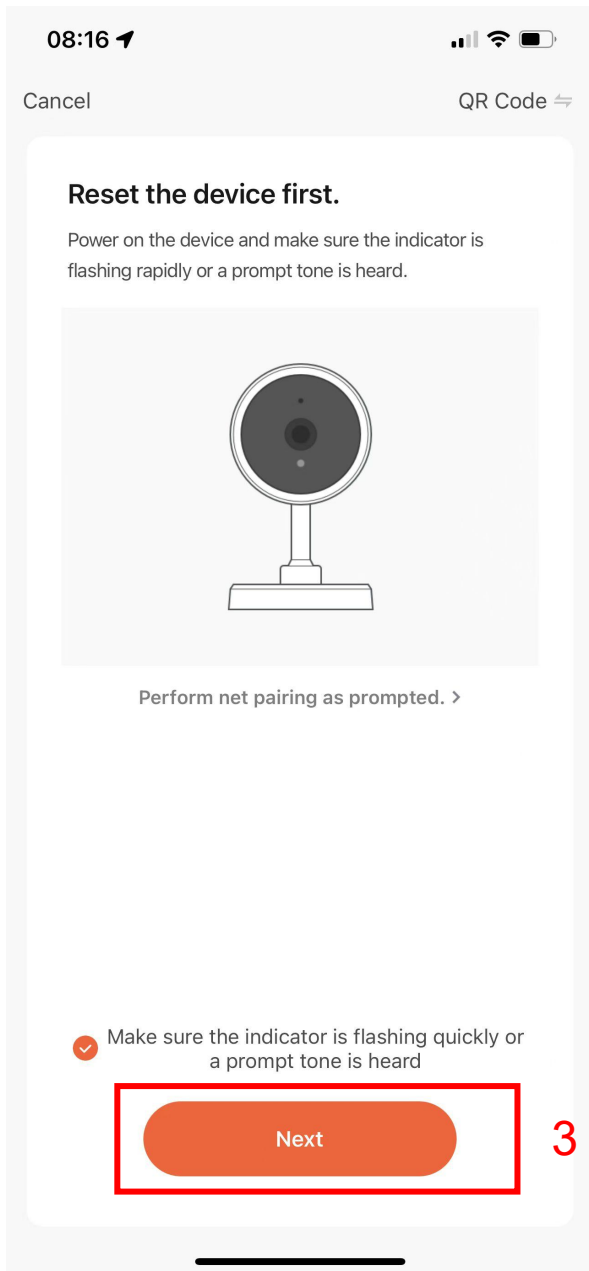 08:16
Cancel
QR Code
Reset the device first.
Power on the device and make sure the indicator is
flashing rapidly or a prompt tone is heard.
Perform net pairing as prompted. >
Make sure the indicator is flashing quickly or
a prompt tone is heard
Next
3